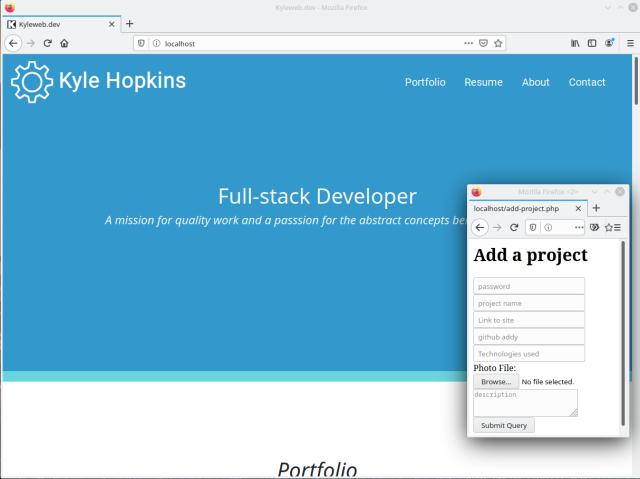 Kyleweb.dev - Mozilla Firefox
Kyleweb.dev
localhost
Kyle Hopkins
Portfolio
Resume
About
Contact
Full-stack Developer
A mission for quality work and a passsion for the abstract concepts
Portfolio
Mozilla Firefox <2>
localhost/add-project.php
Add a project
password
project name
Link to site
github addy
Technologies used
Photo File:
Browse... No file selected.
description
Submit Query